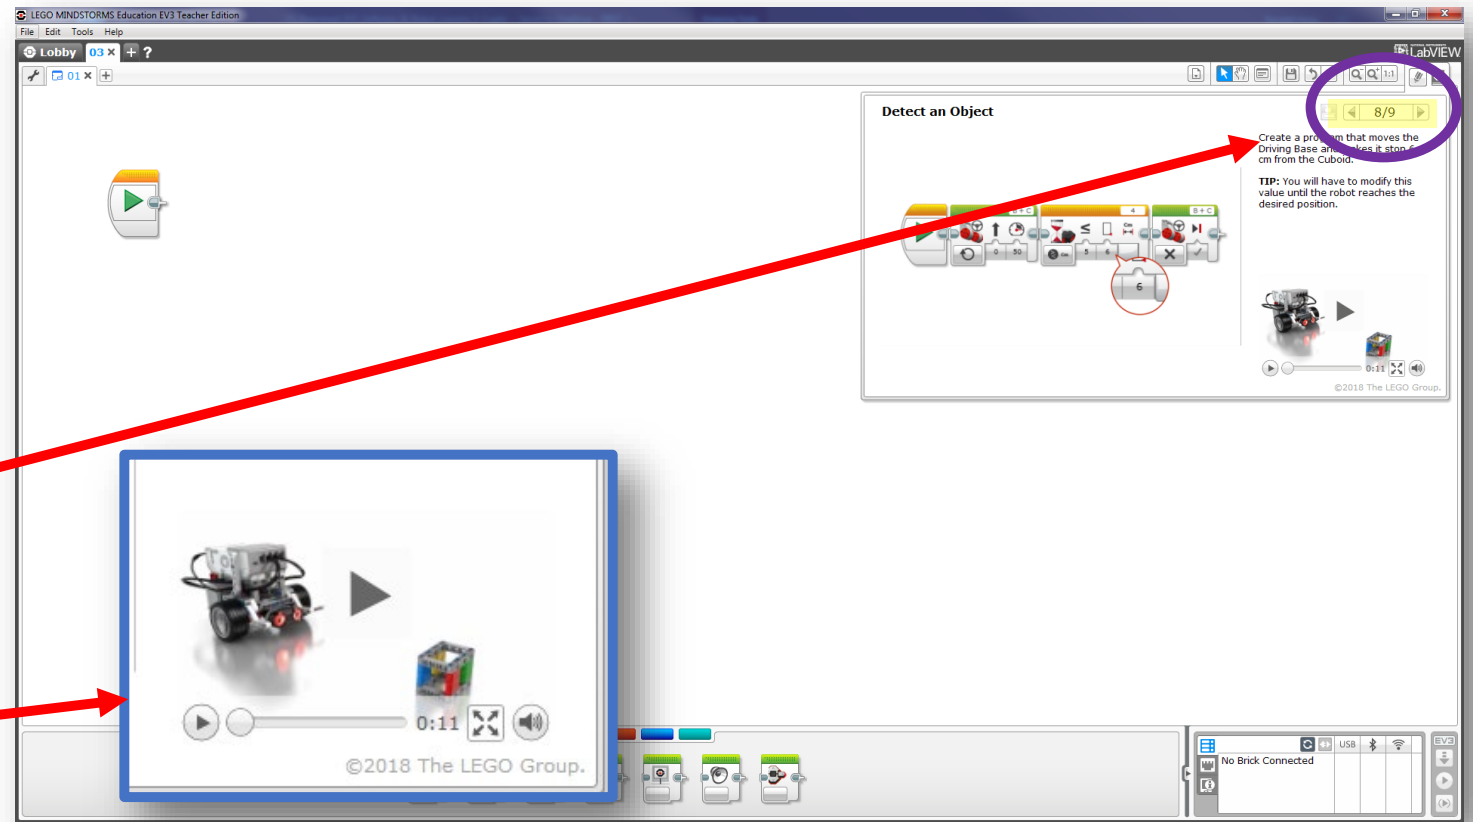 LEGO MINDSTORMS Education EV3 Teacher Edition
File Edit Tools Help
Lobby 03 × + ?
LabVIEW
01 ×
1:1
Detect an Object
8/9
Create a program that moves the
Driving Base and makes it stop 6
cm from the Cuboid.
TIP: You will have to modify this
value until the robot reaches the
desired position.
B + C
4
B + C
Cm
0 50
Cm
5 6
6
0:11
©2018 The LEGO Group.
0:11
©2018 The LEGO Group.
USB
No Brick Connected
EV3